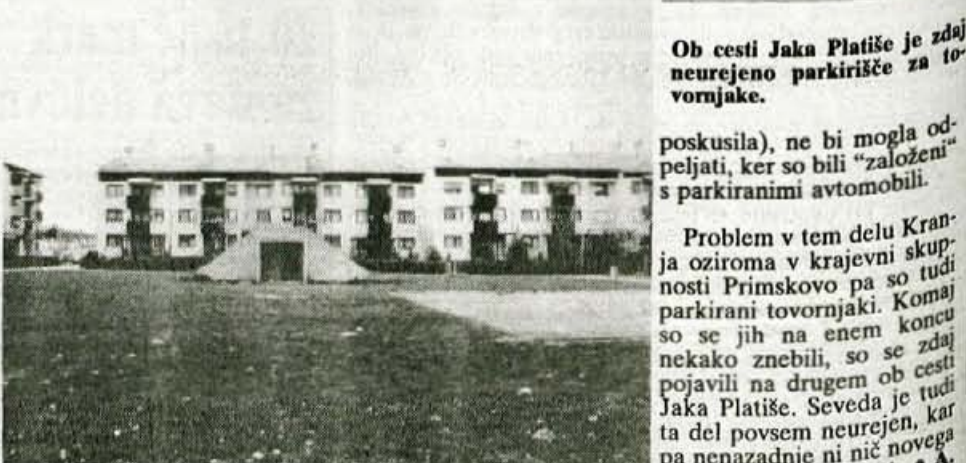 Ob cesti Jaka Platiše je zdaj
neurejeno parkirišče za to-
vornjake.
poskusila), ne bi mogla od-
peljati, ker so bili “založeni“
s parkiranimi avtomobili.
Problem v tem delu Kran-
ja oziroma v krajevni skup-
nosti Primskovo pa so tudi
parkirani tovornjaki. Komaj
so se jih na enem koncu
nekako znebili, so se zdaj
pojavili na drugem ob cesti
Jaka Platiše. Seveda je tudi
ta del povsem neurejen, kar
pa nenazadnje ni nič novega
A.